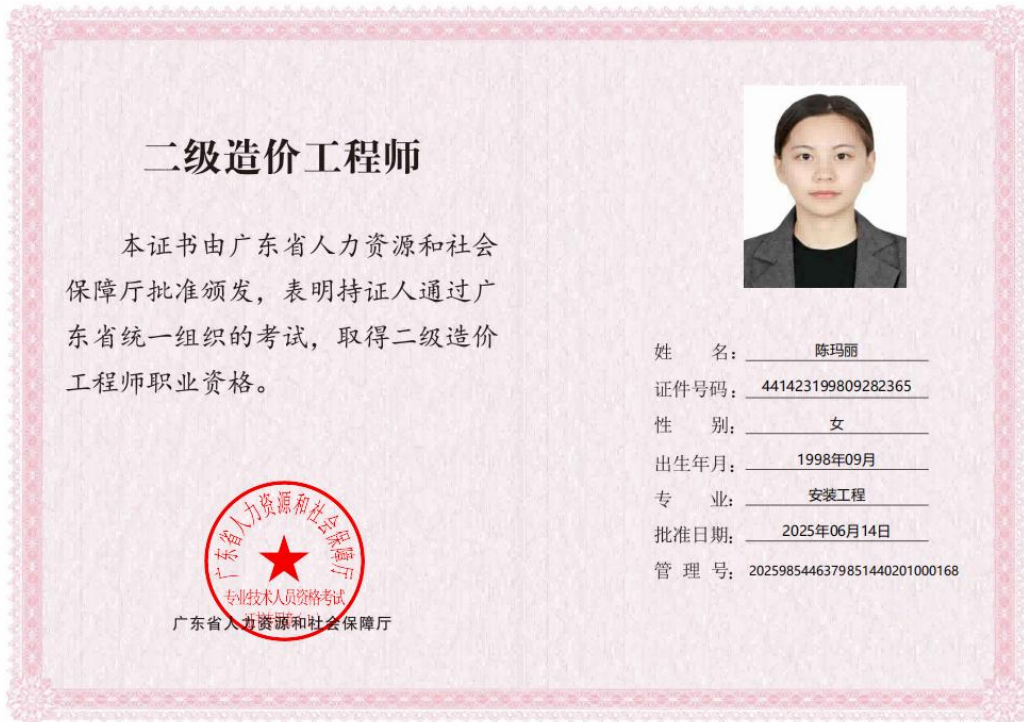 二级造价工程师
本证书由广东省人力资源和社会
保障厅批准颁发，表明持证人通过广
东省统一组织的考试，取得二级造价
工程师职业资格。
广东省人力资源和社会保障厅
专业技术人员资格考试
广东省人力资源和社会保障厅
姓 名：陈玛丽
证件号码：441423199809282365
性 别：女
出生年月：1998年09月
专 业：安装工程
批准日期：2025年06月14日
管 理 号：2025985446379851440201000168